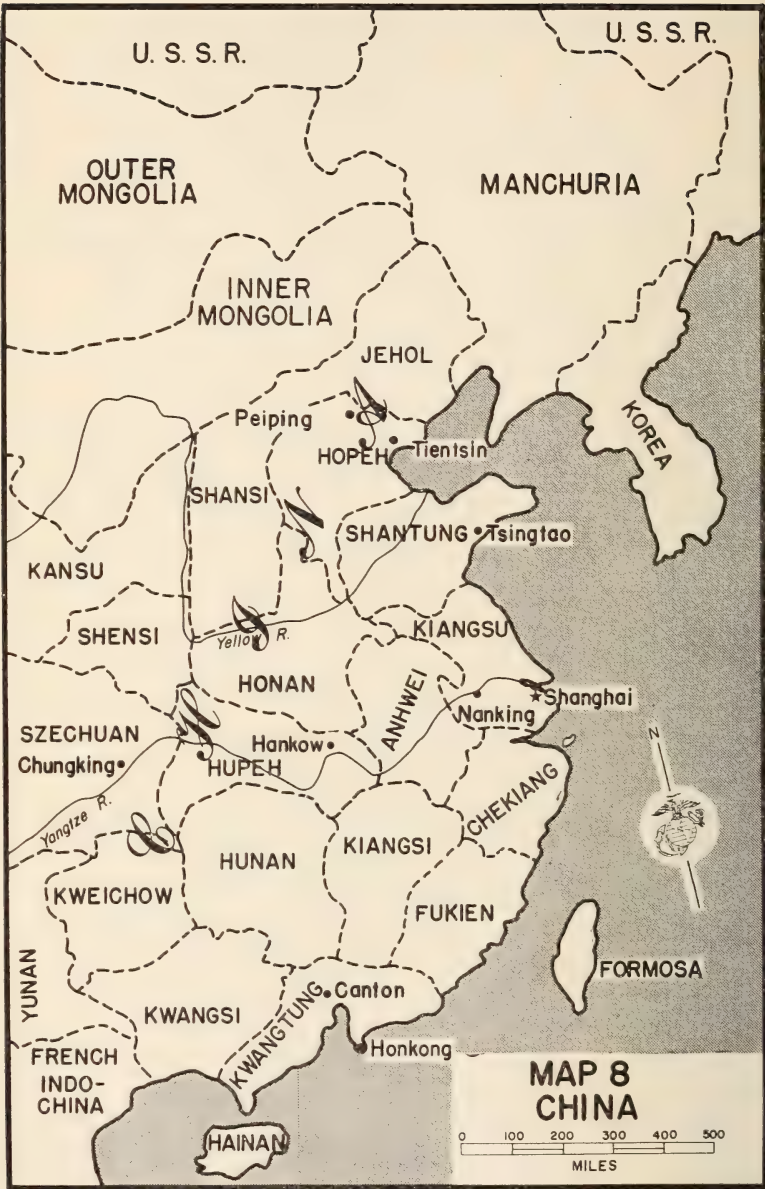 U. S. S. R.
U. S. S. R.
OUTER
MONGOLIA
MANCHURIA
INNER
MONGOLIA
JEHOL
Peiping
HOPEH
Tientsin
KOREA
SHANSI
SHANTUNG
Tsingtao
KANSU
SHENSI
Yellow R.
KIANGSU
HONAN
ANHWEI
Nanking
Shanghai
SZECHUAN
Chungking
Hankow
HUPEH
Yangtze R.
CHINA
CHEKIANG
N
HUNAN
KIANGSI
KWEICHOW
FUKIEN
YUNAN
FORMOSA
KWANGSI
KWANGTUNG
Canton
Honkong
FRENCH
INDO-
CHINA
HAINAN
MAP 8
CHINA
0 100 200 300 400 500
MILES